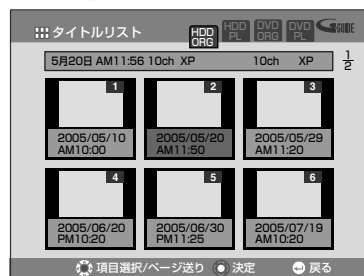 タイトルリスト HDD ORG HDD PL DVD ORG DVD PL GGUIDE
5月20日 AM11:56 10ch XP 10ch XP 1/2
1 2 3
2005/05/10 2005/05/20 2005/05/29
AM10:00 AM11:50 AM11:20
4 5 6
2005/06/20 2005/06/30 2005/07/19
PM10:20 PM11:25 AM10:20
項目選択/ページ送り 決定 戻る